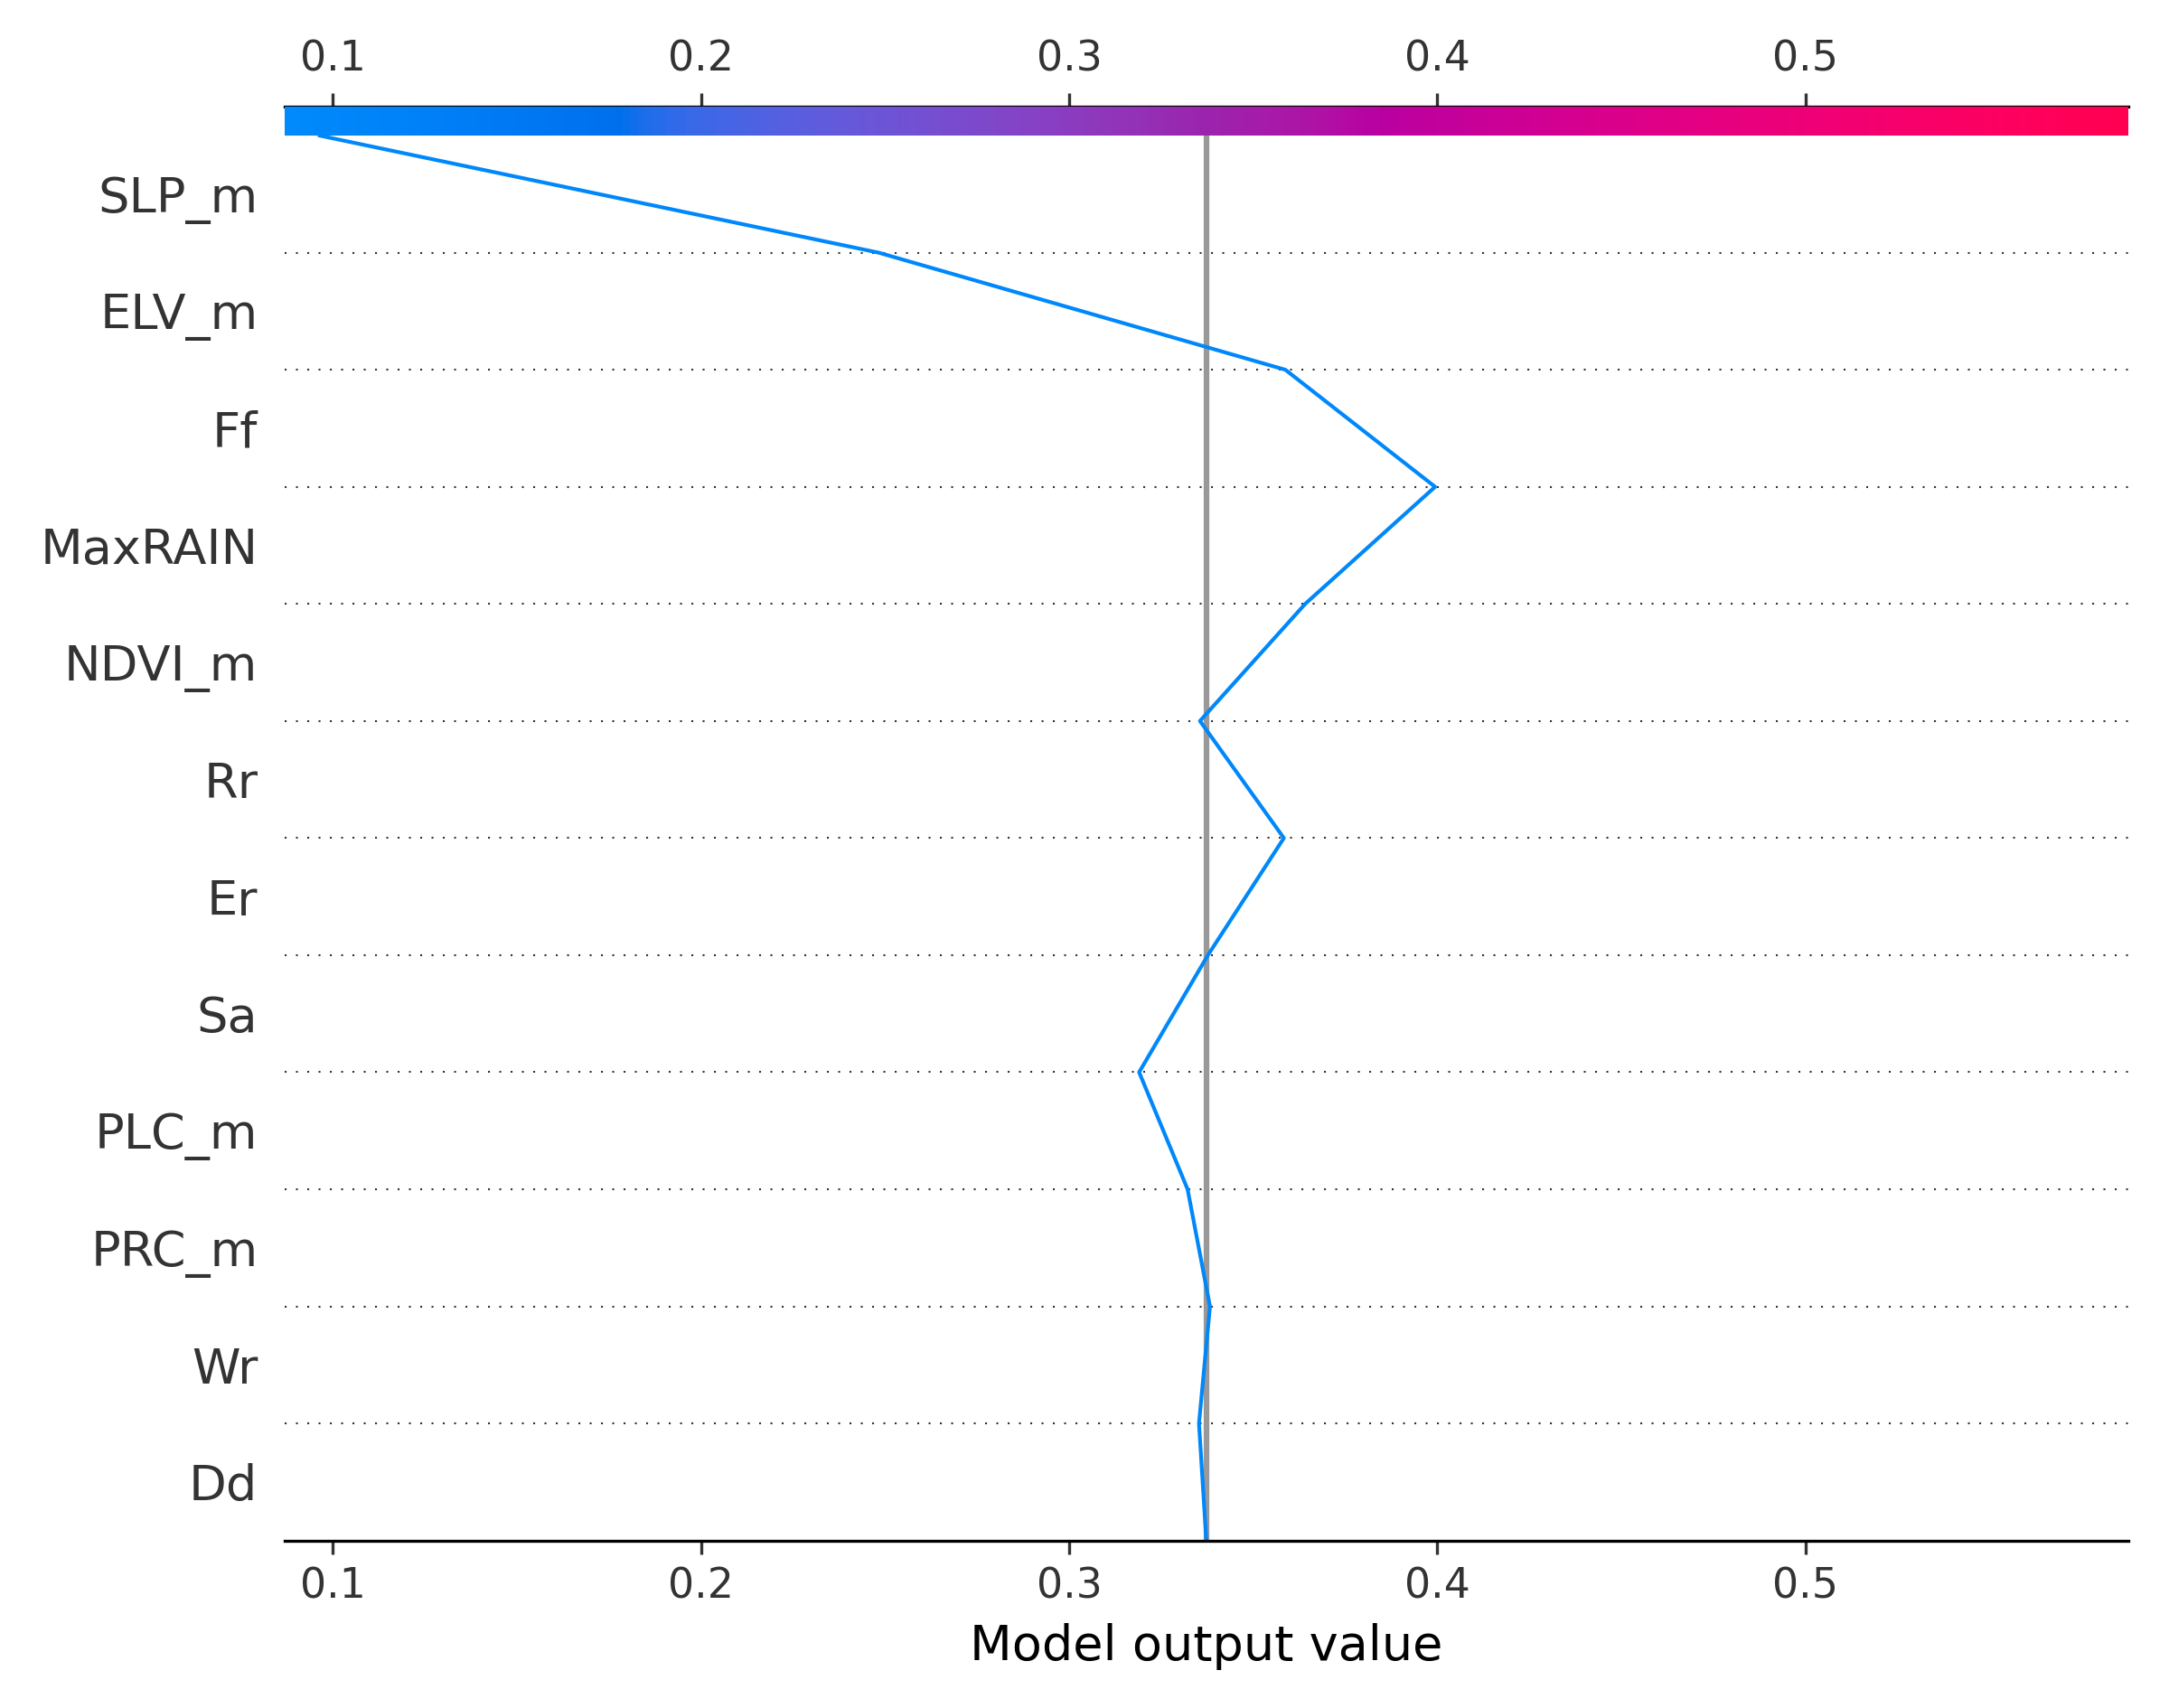 0.1 0.2 0.3 0.4 0.5
SLP_m
ELV_m
Ff
MaxRAIN
NDVI_m
Rr
Er
Sa
PLC_m
PRC_m
Wr
Dd
0.1 0.2 0.3 0.4 0.5
Model output value